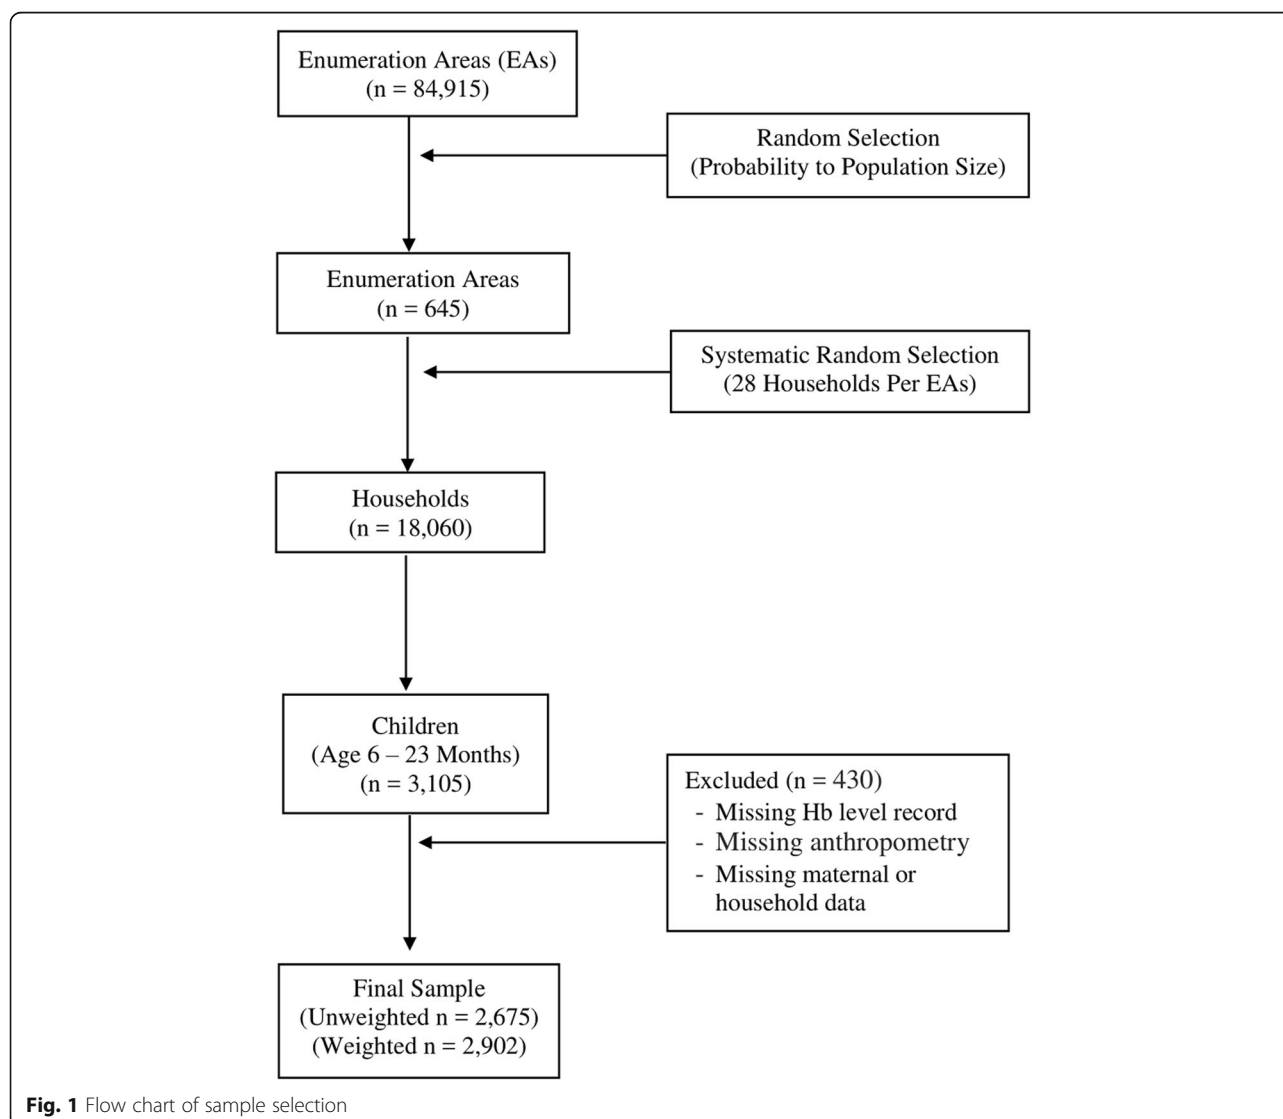 Enumeration Areas (EAs)
(n = 84,915)
Random Selection
(Probability to Population Size)
Enumeration Areas
(n = 645)
Systematic Random Selection
(28 Households Per EAs)
Households
(n = 18,060)
Children
(Age 6 – 23 Months)
(n = 3,105)
Excluded (n = 430)
- Missing Hb level record
- Missing anthropometry
- Missing maternal or
household data
Final Sample
(Unweighted n = 2,675)
(Weighted n = 2,902)
Fig. 1 Flow chart of sample selection